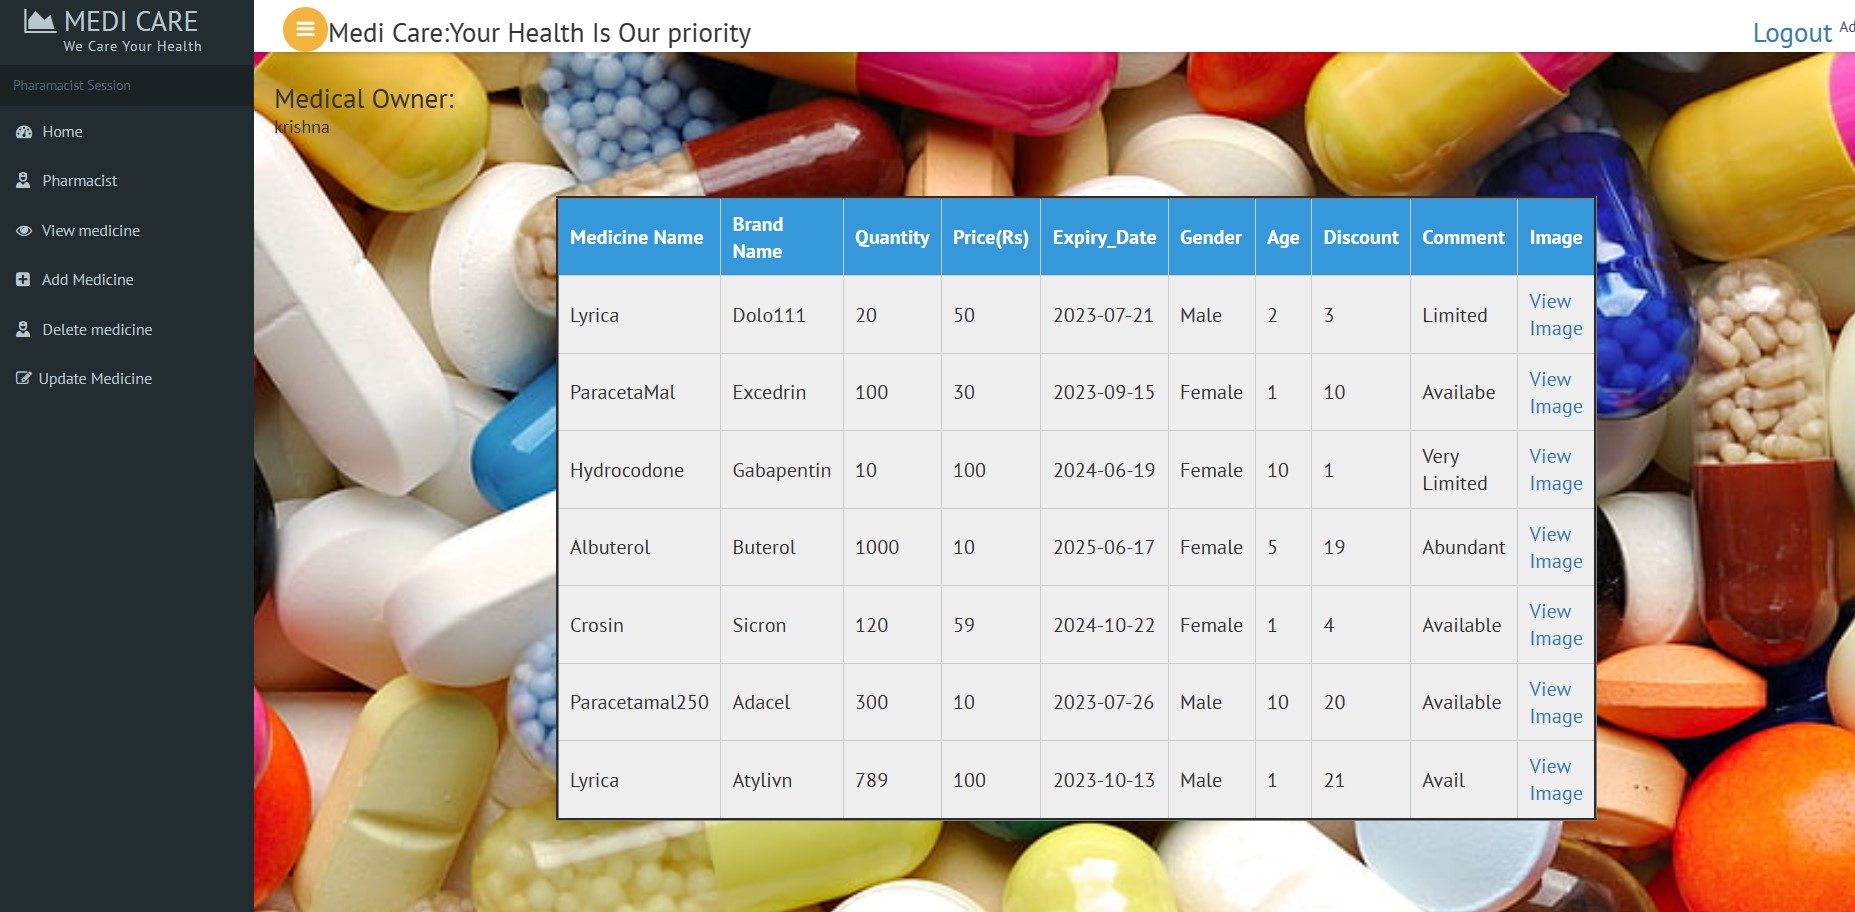 MEDI CARE
We Care Your Health
Medi Care:Your Health Is Our priority
Logout
Pharamacist Session
Home
Pharmacist
View medicine
Add Medicine
Delete medicine
Update Medicine
Medical Owner:
krishna
Medicine Name Brand Name Quantity Price(Rs) Expiry_Date Gender Age Discount Comment Image
Lyrica Dolo111 20 50 2023-07-21 Male 2 3 Limited View Image
ParacetaMal Excedrin 100 30 2023-09-15 Female 1 10 Availabe View Image
Hydrocodone Gabapentin 10 100 2024-06-19 Female 10 1 Very Limited View Image
Albuterol Buterol 1000 10 2025-06-17 Female 5 19 Abundant View Image
Crosin Sicron 120 59 2024-10-22 Female 1 4 Available View Image
Paracetamal250 Adacel 300 10 2023-07-26 Male 10 20 Available View Image
Lyrica Atylivn 789 100 2023-10-13 Male 1 21 Avail View Image